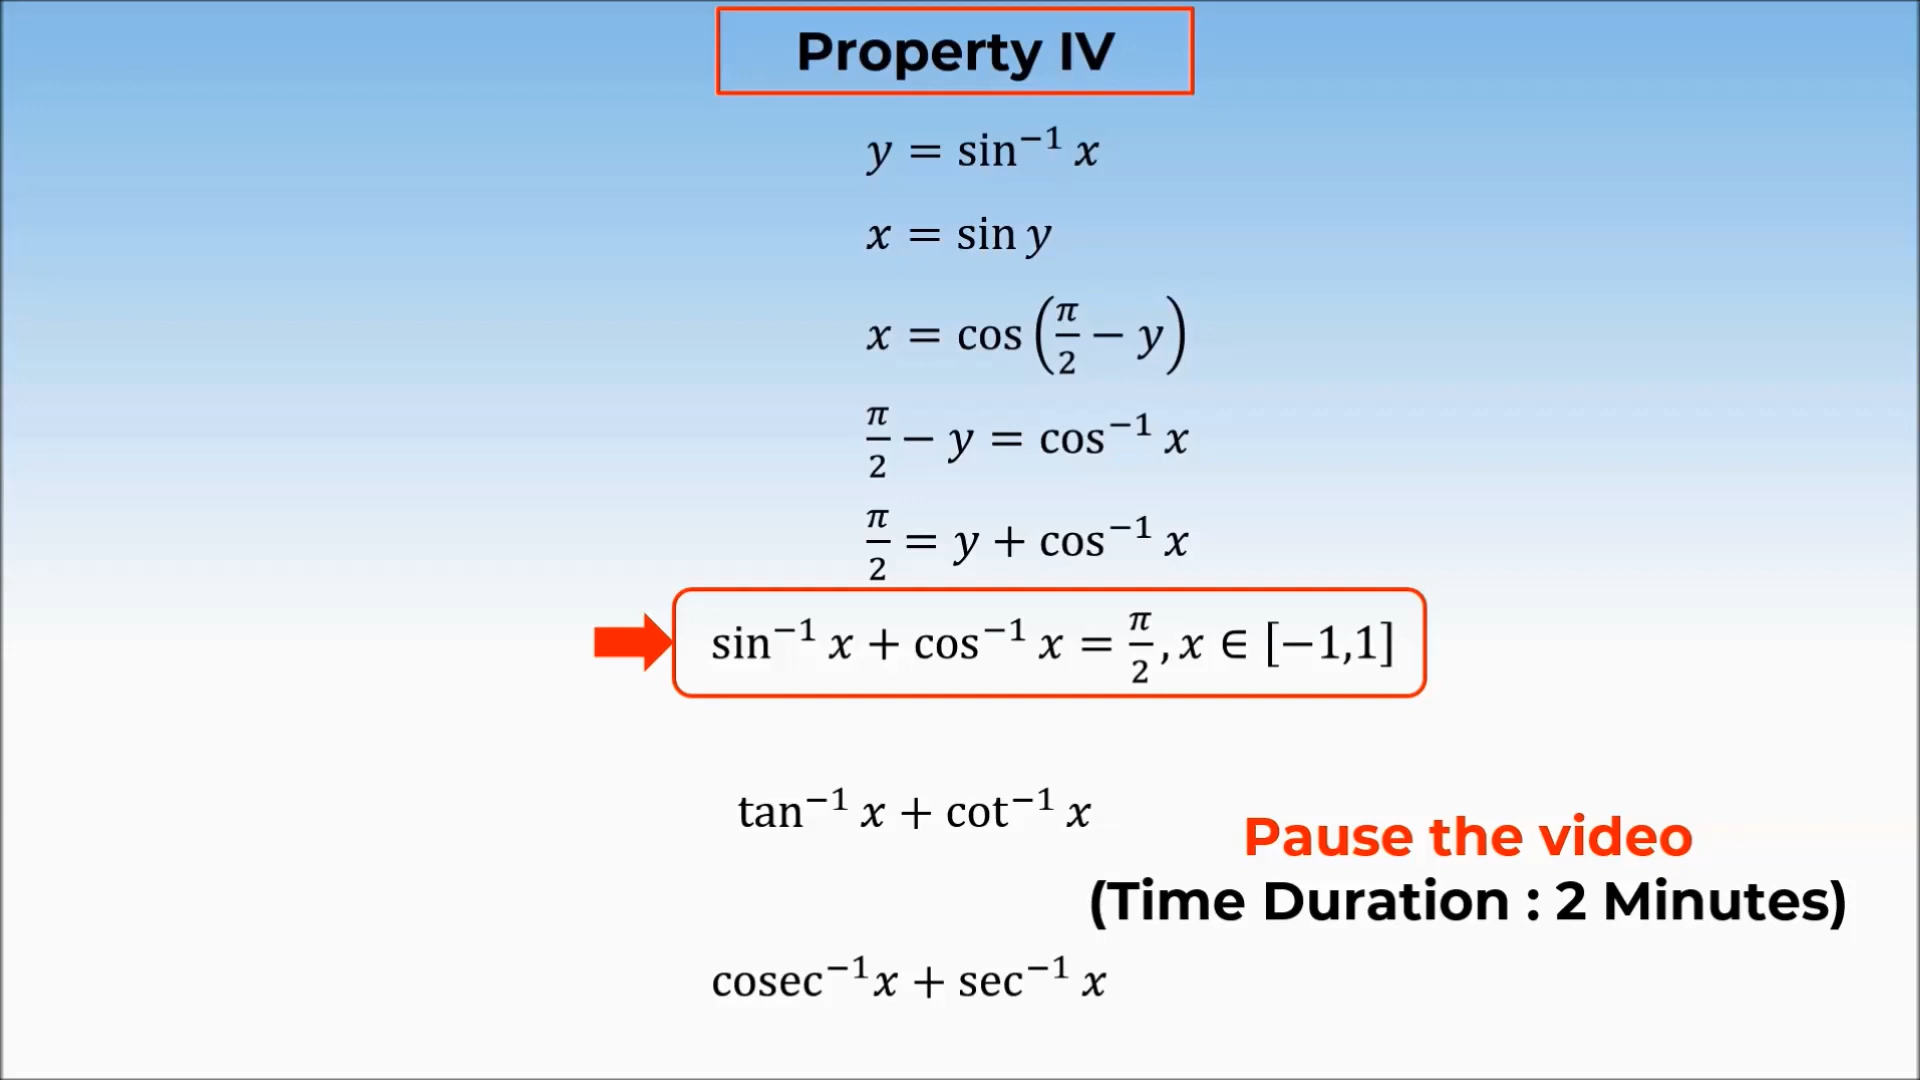 Property IV
y = sin⁻¹ x
x = sin y
x = cos (π/2 − y)
π/2 − y = cos⁻¹ x
π/2 = y + cos⁻¹ x
sin⁻¹ x + cos⁻¹ x = π/2, x ∈ [−1,1]
tan⁻¹ x + cot⁻¹ x
Pause the video
(Time Duration : 2 Minutes)
cosec⁻¹x + sec⁻¹ x